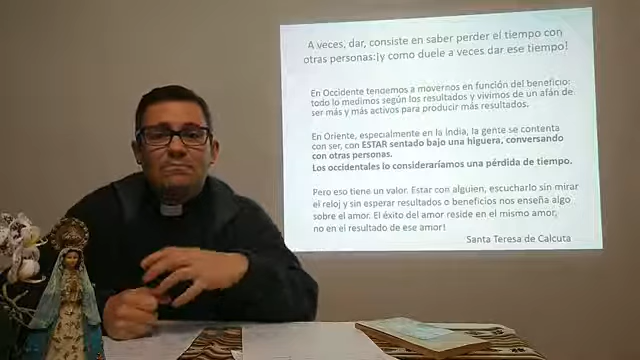 A veces, dar, consiste en saber perder el tiempo con
otras personas:¡y como duele a veces dar ese tiempo!
En Occidente tendemos a movernos en función del beneficio:
todo lo medimos según los resultados y vivimos de un afán de
ser más y más activos para producir más resultados.
En Oriente, especialmente en la India, la gente se contenta
con ser, con ESTAR sentado bajo una higuera, conversando
con otras personas.
Los occidentales lo consideraríamos una pérdida de tiempo.
Pero eso tiene un valor. Estar con alguien, escucharlo sin mirar
el reloj y sin esperar resultados o beneficios nos enseña algo
sobre el amor. El éxito del amor reside en el mismo amor,
no en el resultado de ese amor!
Santa Teresa de Calcuta